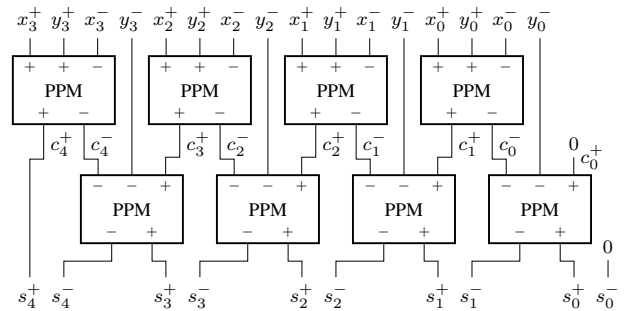 x₃⁺ y₃⁺ x₃⁻ y₃⁻ x₂⁺ y₂⁺ x₂⁻ y₂⁻ x₁⁺ y₁⁺ x₁⁻ y₁⁻ x₀⁺ y₀⁺ x₀⁻ y₀⁻
+ + − + + − + + − + + −
PPM PPM PPM PPM
+ − + − + − + −
0
c₄⁺ c₄⁻ c₃⁺ c₂⁻ c₂⁺ c₁⁻ c₁⁺ c₀⁻ c₀⁺
− − + − − + − − + − − +
PPM PPM PPM PPM
− + − + − + − +
0
s₄⁺ s₄⁻ s₃⁺ s₃⁻ s₂⁺ s₂⁻ s₁⁺ s₁⁻ s₀⁺ s₀⁻